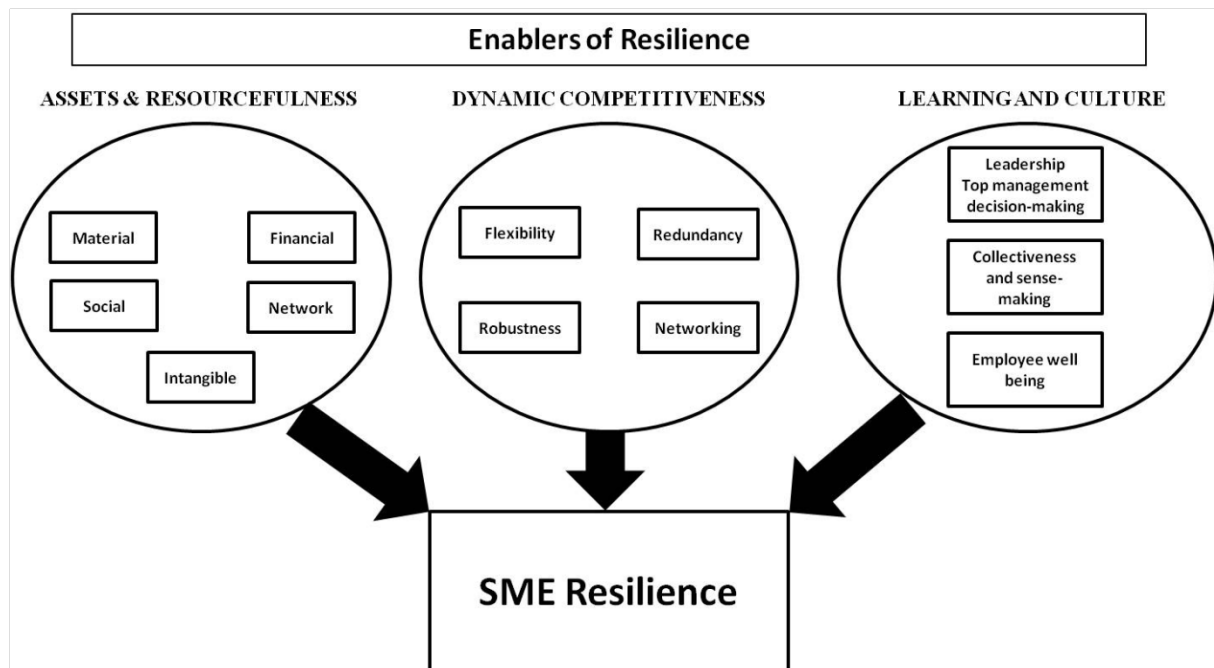 Enablers of Resilience
ASSETS & RESOURCEFULNESS
Material
Financial
Social
Network
Intangible
DYNAMIC COMPETITIVENESS
Flexibility
Redundancy
Robustness
Networking
LEARNING AND CULTURE
Leadership
Top management
decision-making
Collectiveness
and sense-
making
Employee well
being
SME Resilience